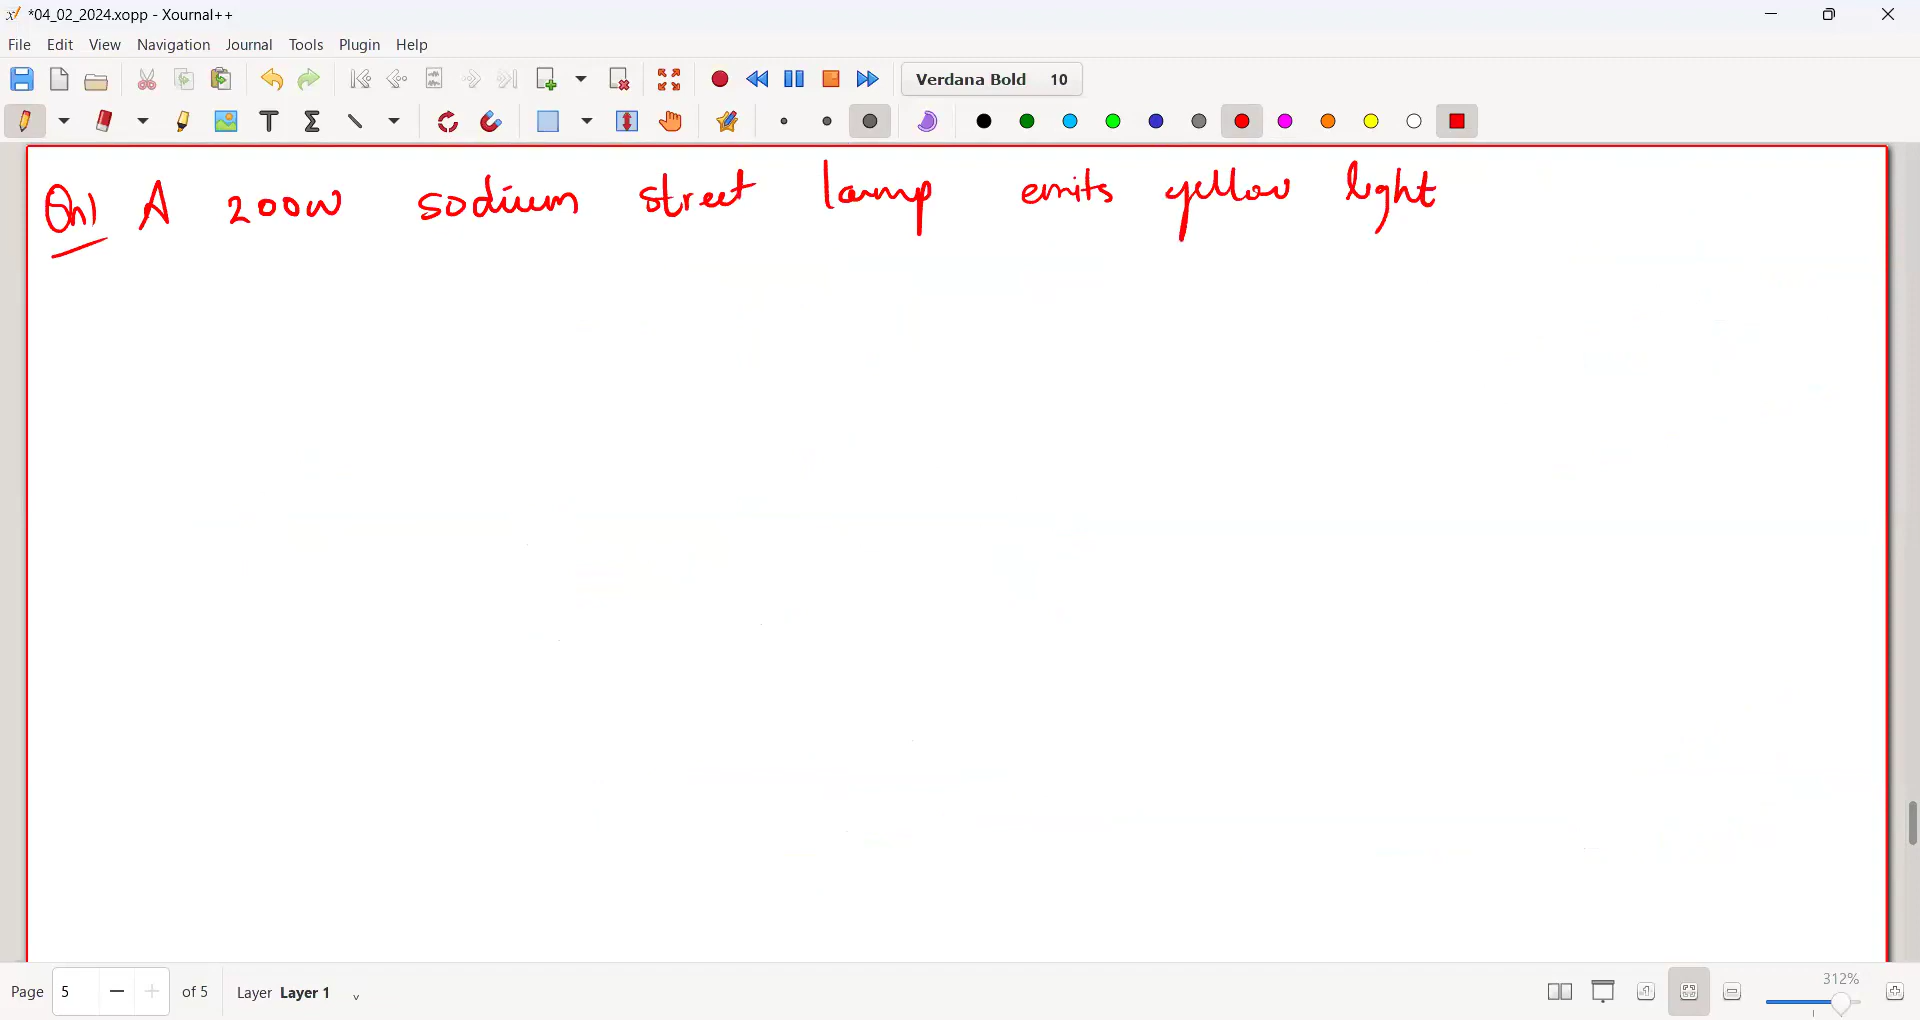 *04_02_2024.xopp - Xournal++
File Edit View Navigation Journal Tools Plugin Help
Verdana Bold 10
Qn1 A 200W sodium street lamp emits yellow light
Page 5 of 5 Layer Layer 1 312%